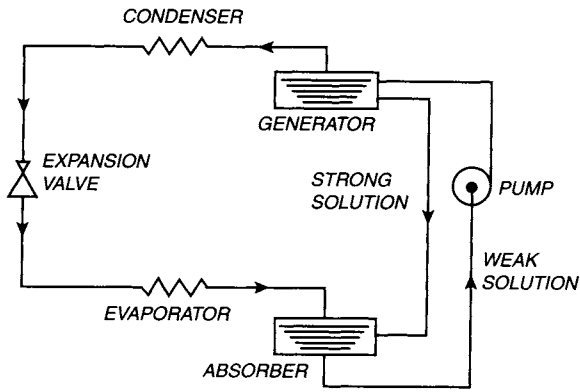 CONDENSER
GENERATOR
EXPANSION
VALVE
STRONG
SOLUTION
PUMP
WEAK
SOLUTION
EVAPORATOR
ABSORBER